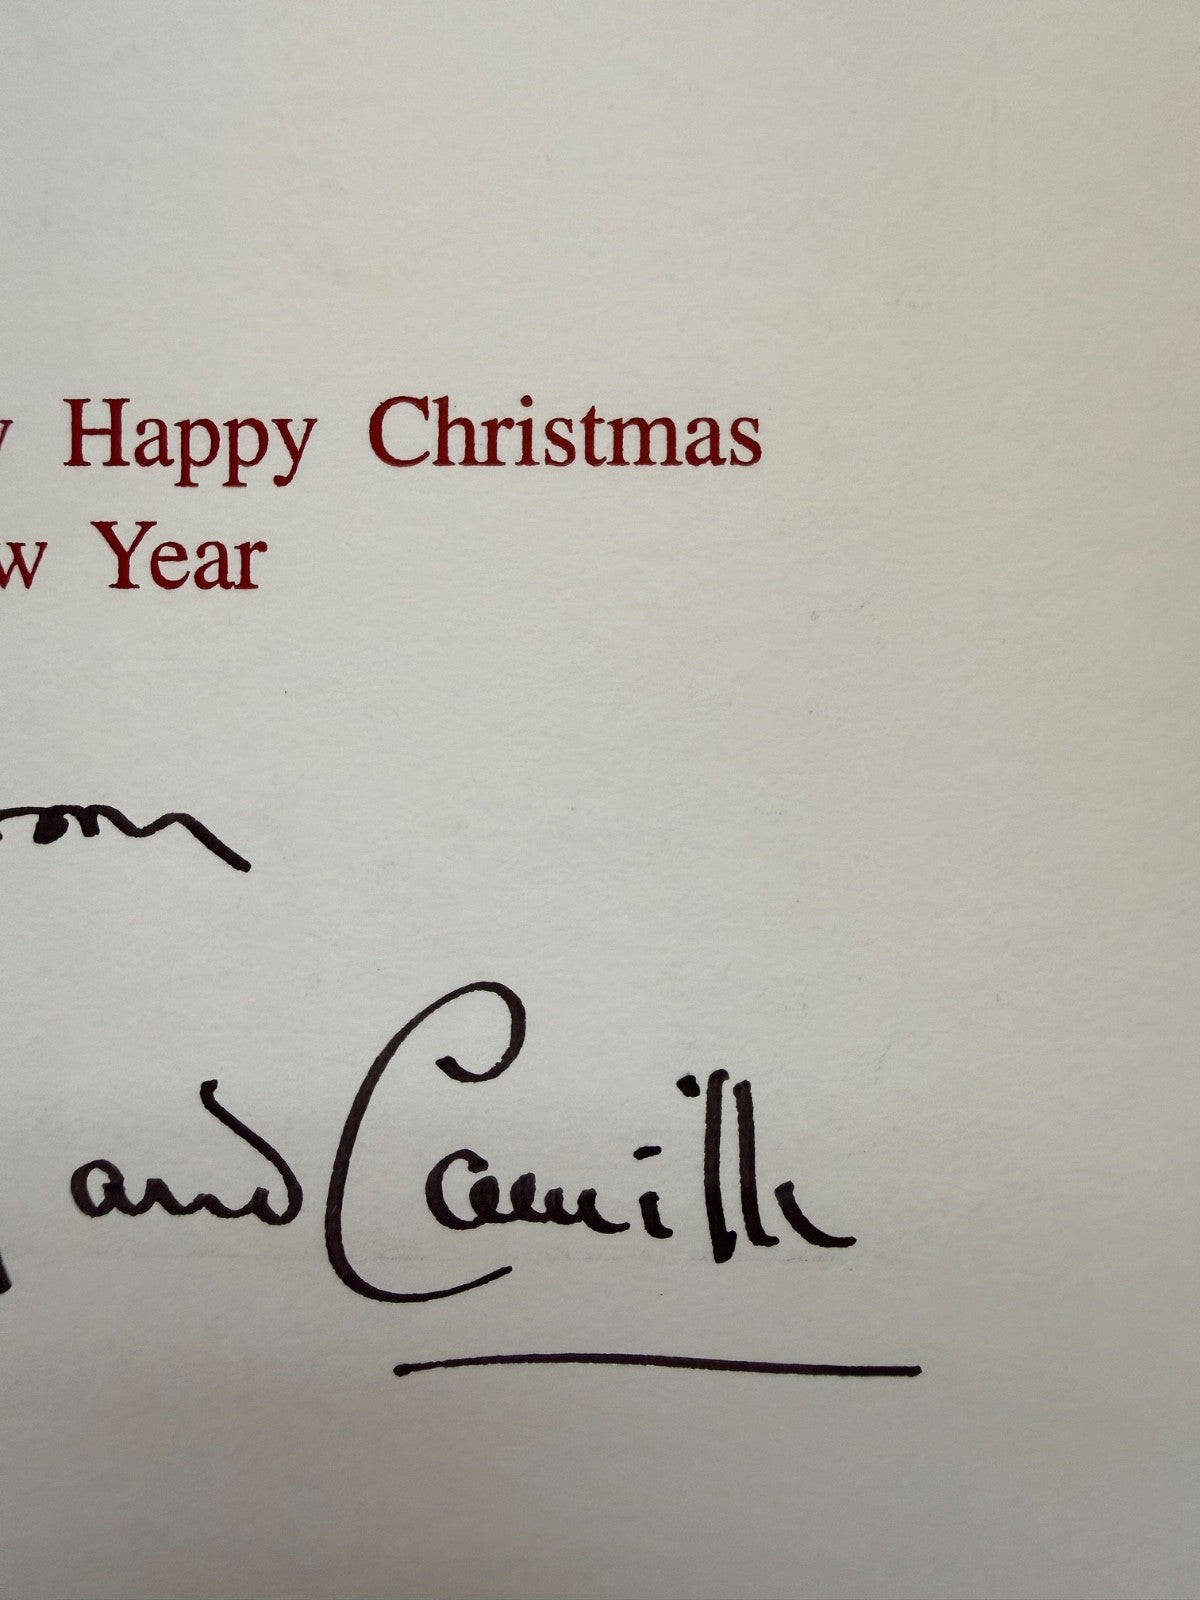 y Happy Christmas
w Year
and Camilla